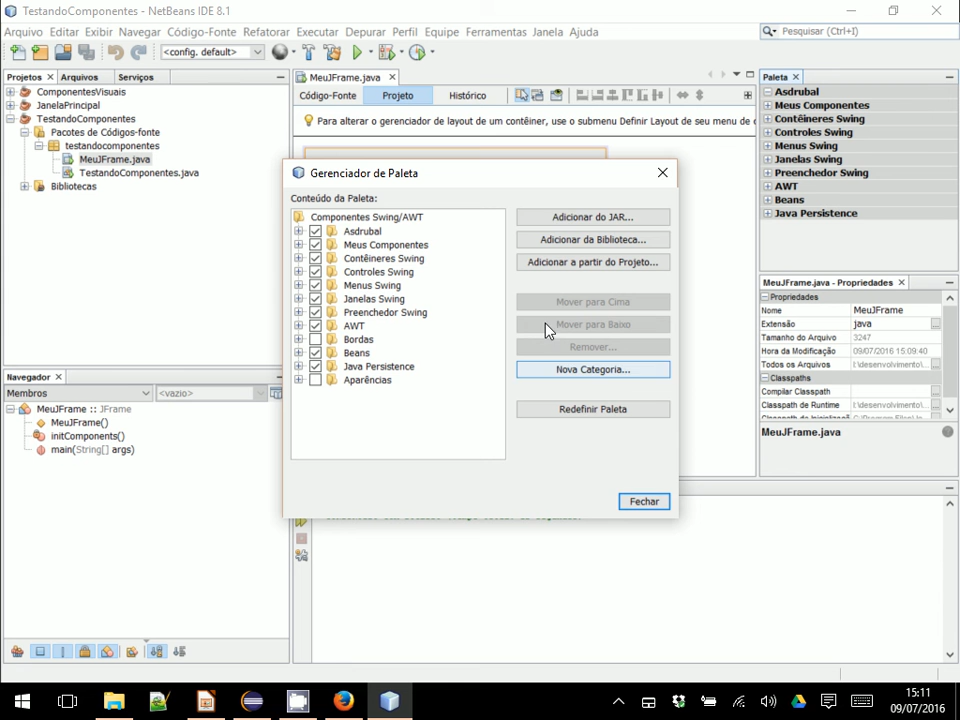 TestandoComponentes - NetBeans IDE 8.1
Arquivo Editar Exibir Navegar Código-Fonte Refatorar Executar Depurar Perfil Equipe Ferramentas Janela Ajuda
Pesquisar (Ctrl+I)
<config. default>
Projetos Arquivos Serviços
ComponentesVisuais
JanelaPrincipal
TestandoComponentes
Pacotes de Códigos-fonte
testandocomponentes
MeuJFrame.java
TestandoComponentes.java
Bibliotecas
MeuJFrame.java
Código-Fonte Projeto Histórico
Para alterar o gerenciador de layout de um contêiner, use o submenu Definir Layout de seu menu de
Gerenciador de Paleta
Conteúdo da Paleta:
Componentes Swing/AWT
Asdrubal
Meus Componentes
Contêineres Swing
Controles Swing
Menus Swing
Janelas Swing
Preenchedor Swing
AWT
Bordas
Beans
Java Persistence
Aparências
Adicionar do JAR...
Adicionar da Biblioteca...
Adicionar a partir do Projeto...
Mover para Cima
Mover para Baixo
Remover...
Nova Categoria...
Redefinir Paleta
Fechar
Paleta
Asdrubal
Meus Componentes
Contêineres Swing
Controles Swing
Menus Swing
Janelas Swing
Preenchedor Swing
AWT
Beans
Java Persistence
MeuJFrame.java - Propriedades
Propriedades
Nome MeuJFrame
Extensão java
Tamanho do Arquivo 3247
Hora da Modificação 09/07/2016 15:09:40
Todos os Arquivos
Classpaths
Compilar Classpath
Classpath de Runtime
MeuJFrame.java
Navegador
Membros <vazio>
MeuJFrame :: JFrame
MeuJFrame()
initComponents()
main(String[] args)
15:11
09/07/2016